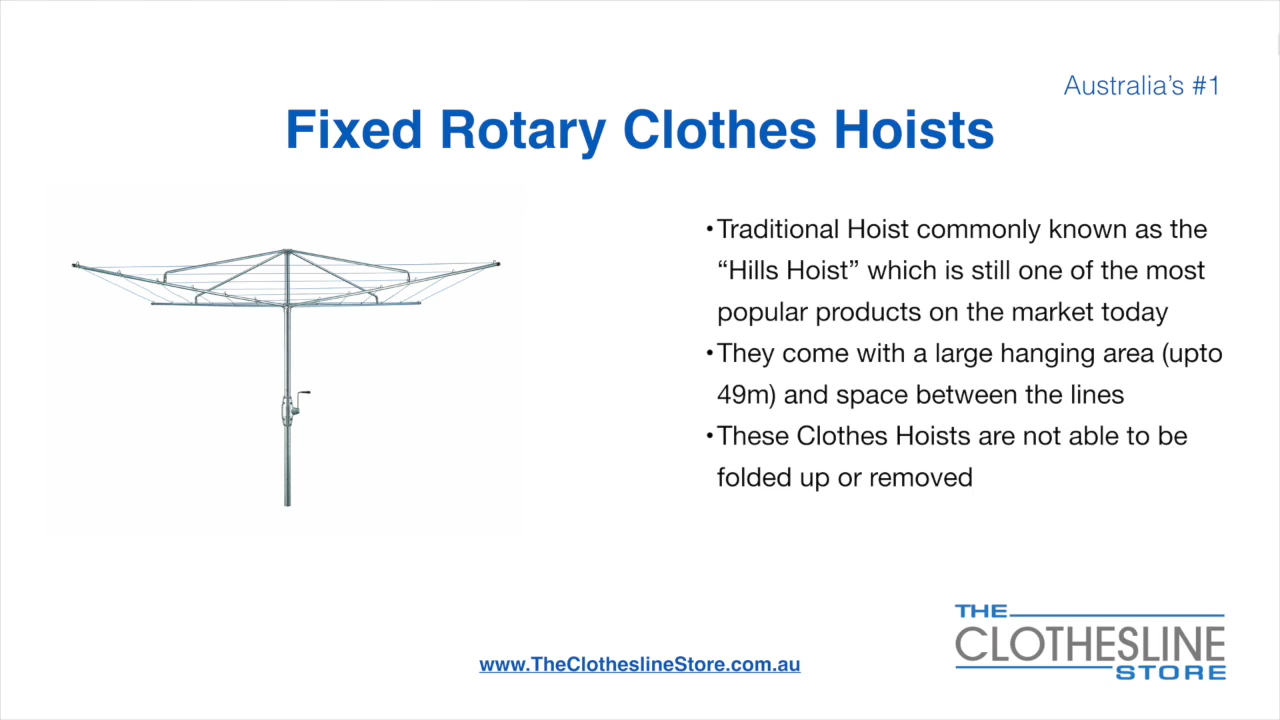 Australia's #1
Fixed Rotary Clothes Hoists
•Traditional Hoist commonly known as the
“Hills Hoist” which is still one of the most
popular products on the market today
•They come with a large hanging area (upto
49m) and space between the lines
•These Clothes Hoists are not able to be
folded up or removed
THE
CLOTHESLINE
STORE
www.TheClotheslineStore.com.au